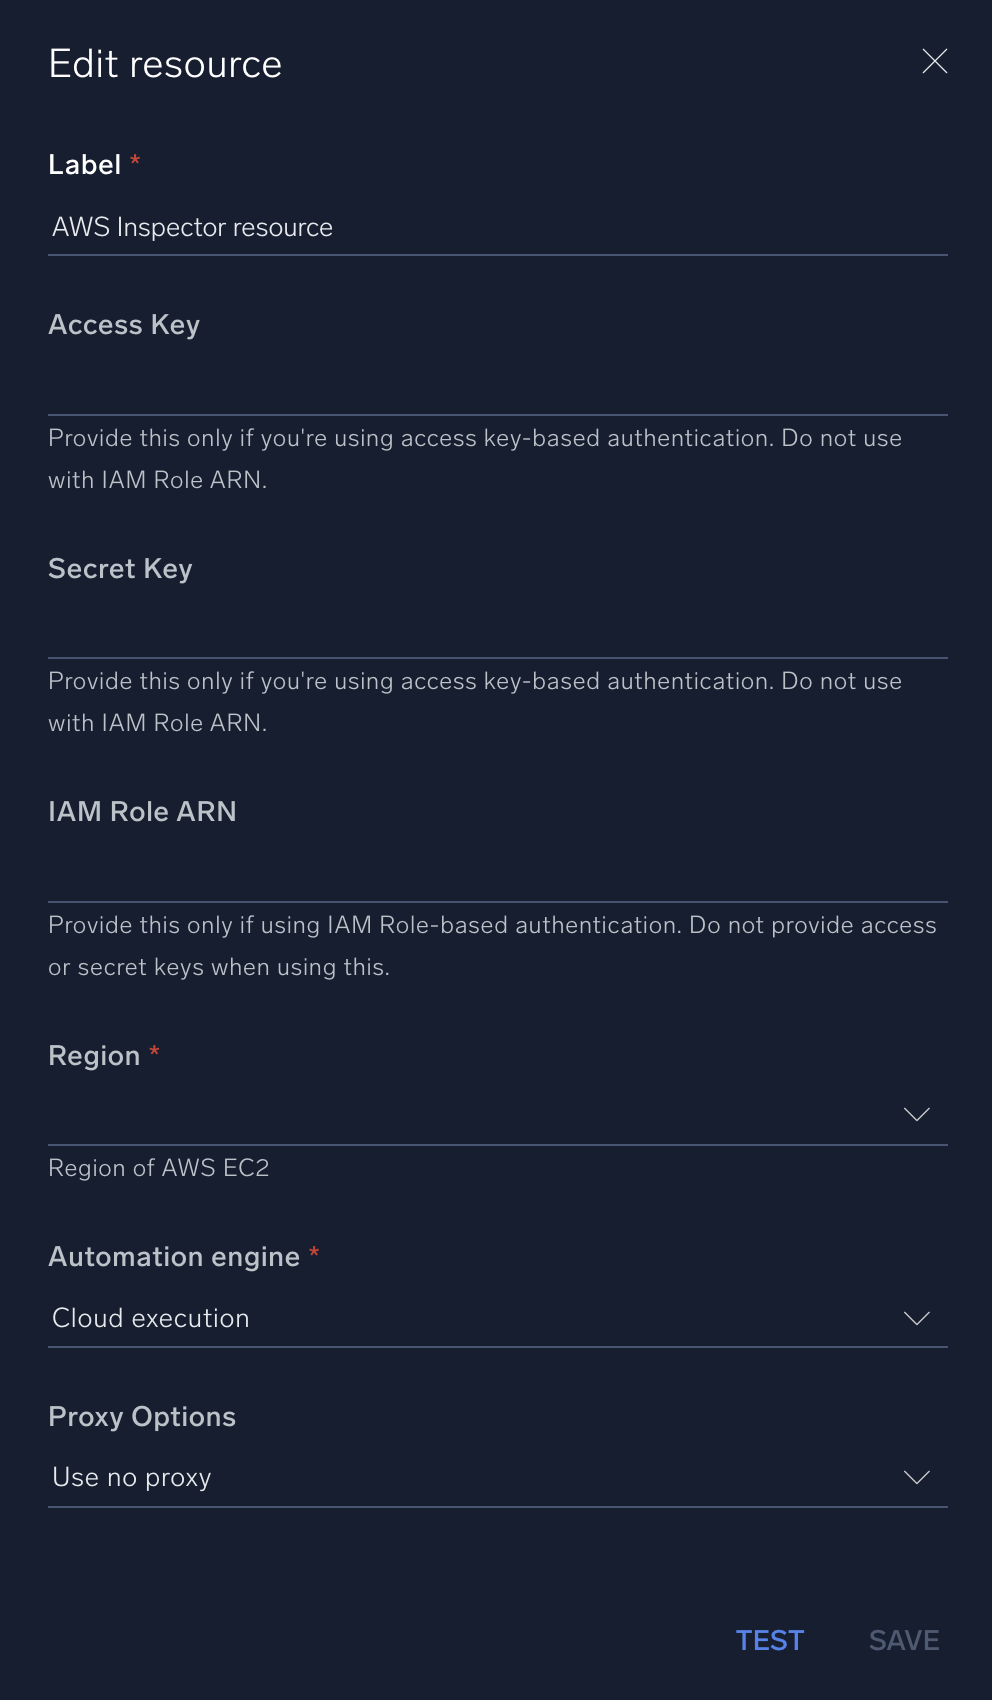 Edit resource
Label *
AWS Inspector resource
Access Key
Provide this only if you're using access key-based authentication. Do not use
with IAM Role ARN.
Secret Key
Provide this only if you're using access key-based authentication. Do not use
with IAM Role ARN.
IAM Role ARN
Provide this only if using IAM Role-based authentication. Do not provide access
or secret keys when using this.
Region *
Region of AWS EC2
Automation engine *
Cloud execution
Proxy Options
Use no proxy
TEST SAVE